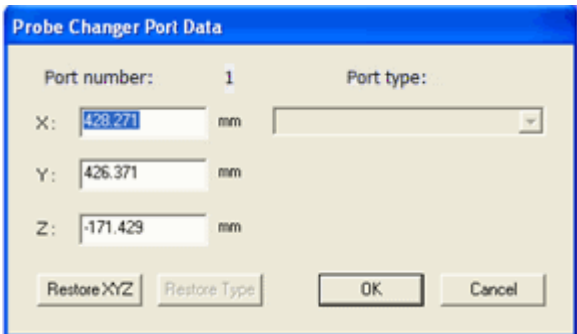 Probe Changer Port Data
Port number: 1 Port type:
X: 428.271 mm
Y: 426.371 mm
Z: -171.429 mm
Restore XYZ Restore Type OK Cancel